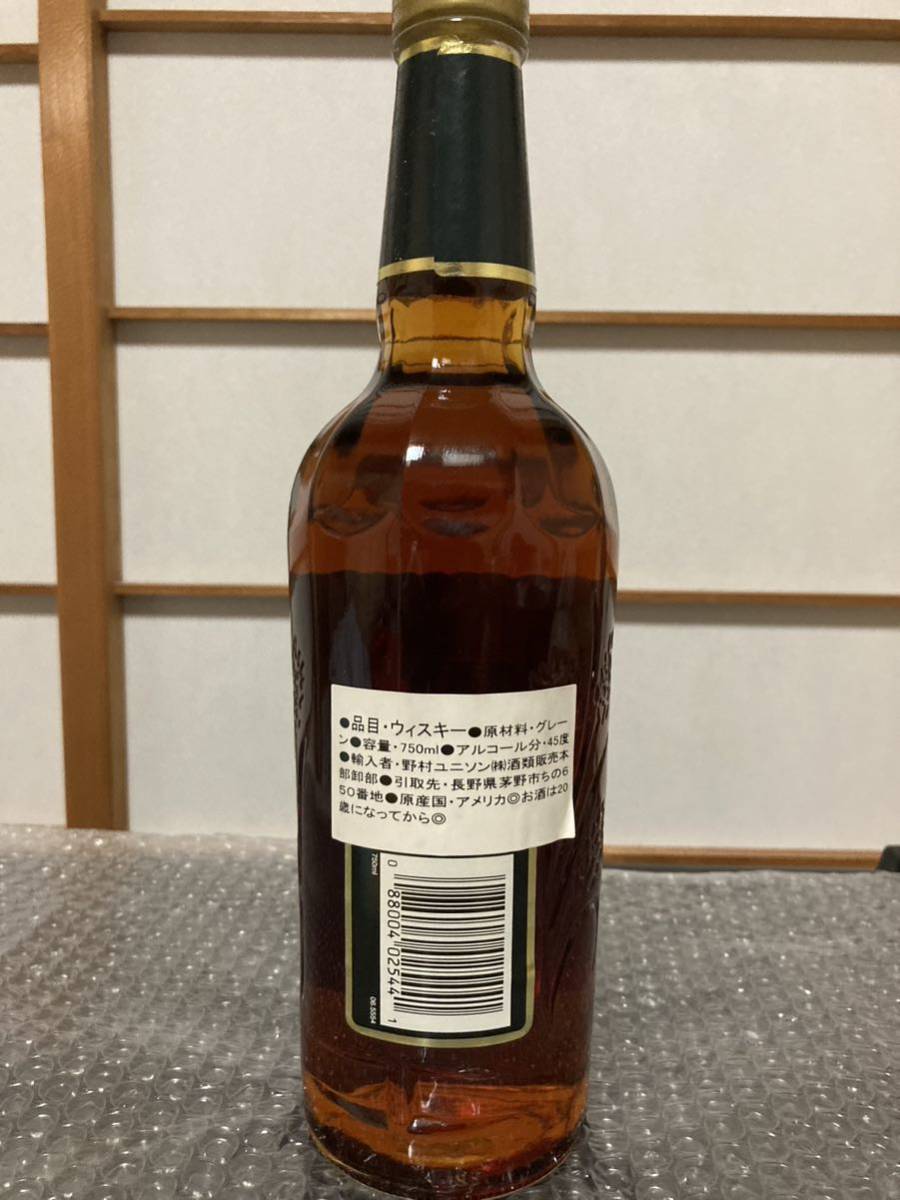 ●品目・ウィスキー●原材料・グレー
ン●容量・750ml●アルコール分・45度
●輸入者・野村ユニソン㈱酒類販売本
部卸部●引取先・長野県茅野市ちの6
50番地●原産国・アメリカ◎お酒は20
歳になってから◎
750ml
0 88004 02544 1
06.5554